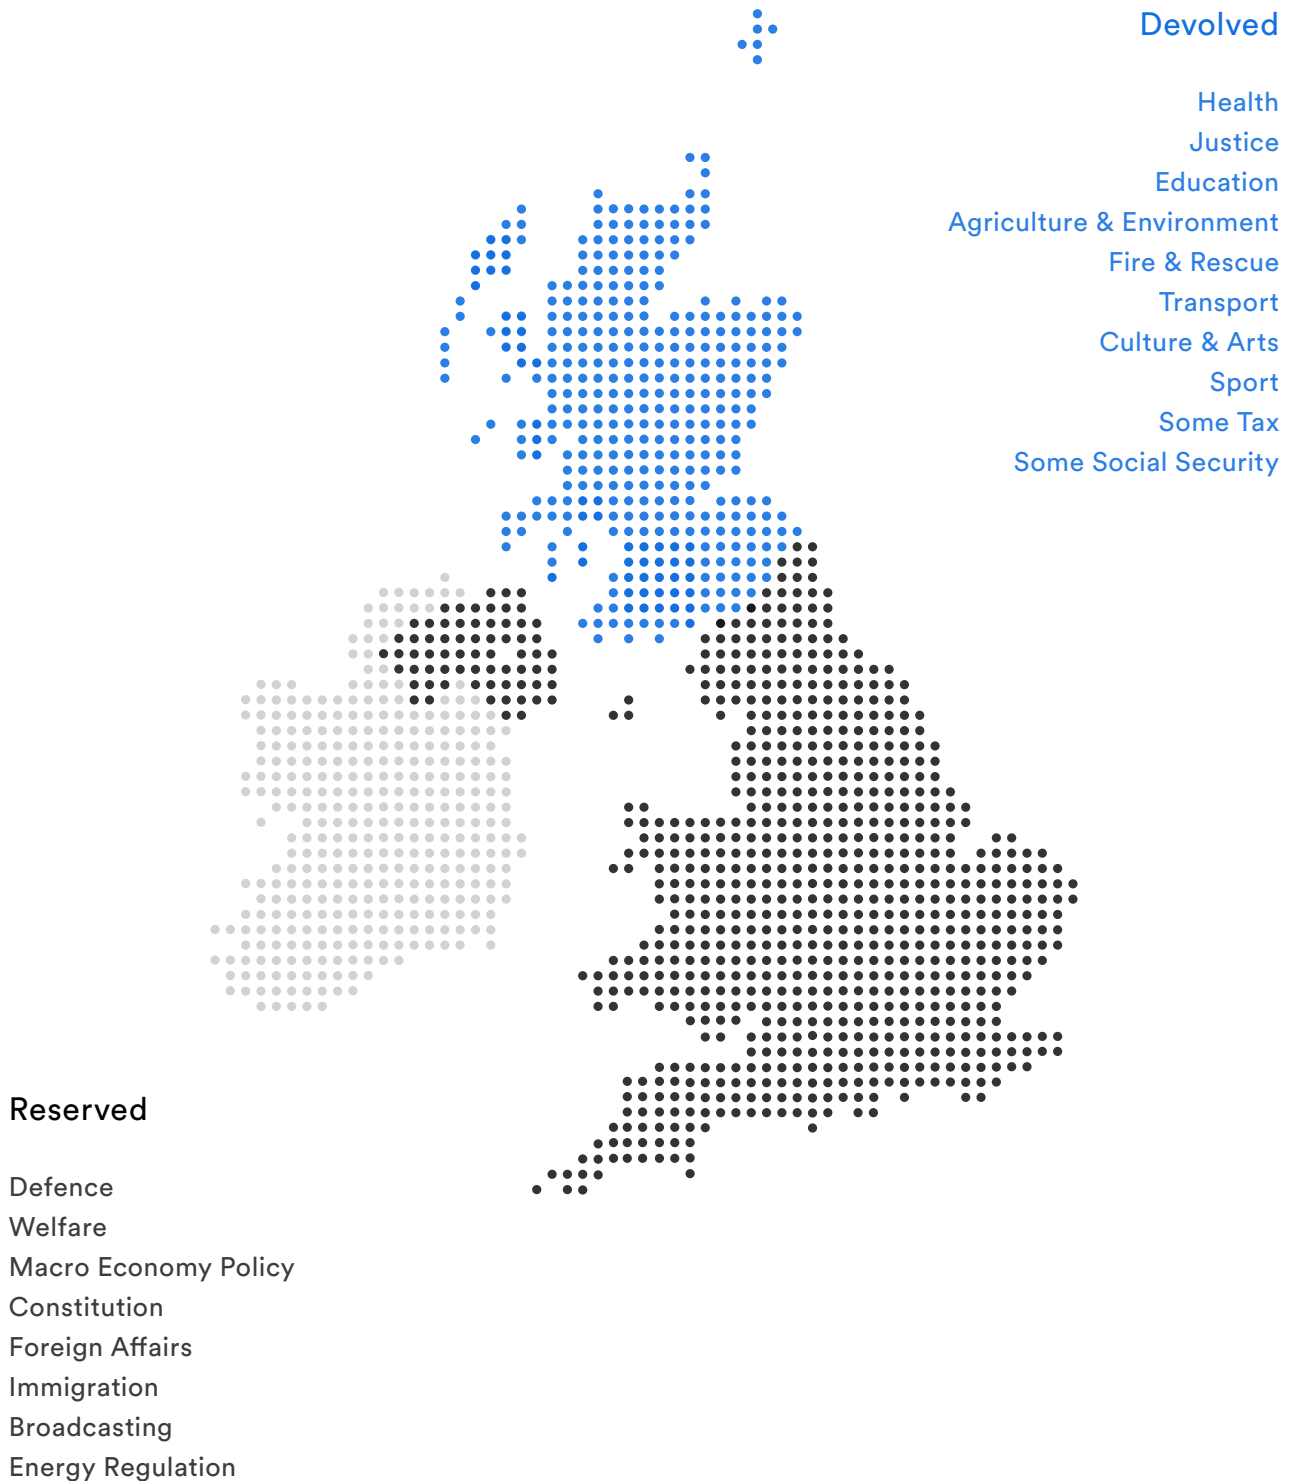 Devolved
Health
Justice
Education
Agriculture & Environment
Fire & Rescue
Transport
Culture & Arts
Sport
Some Tax
Some Social Security
Reserved
Defence
Welfare
Macro Economy Policy
Constitution
Foreign Affairs
Immigration
Broadcasting
Energy Regulation